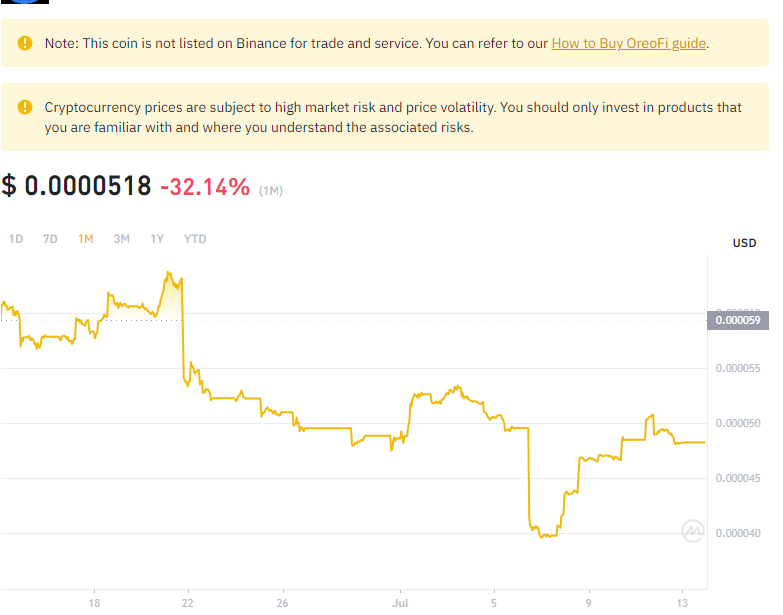 Note: This coin is not listed on Binance for trade and service. You can refer to our How to Buy OreoFi guide.
Cryptocurrency prices are subject to high market risk and price volatility. You should only invest in products that
you are familiar with and where you understand the associated risks.
$ 0.0000518 -32.14% (1M)
1D 7D 1M 3M 1Y YTD
USD
0.000059
0.000055
0.000050
0.000045
0.000040
18 22 26 Jul 5 9 13